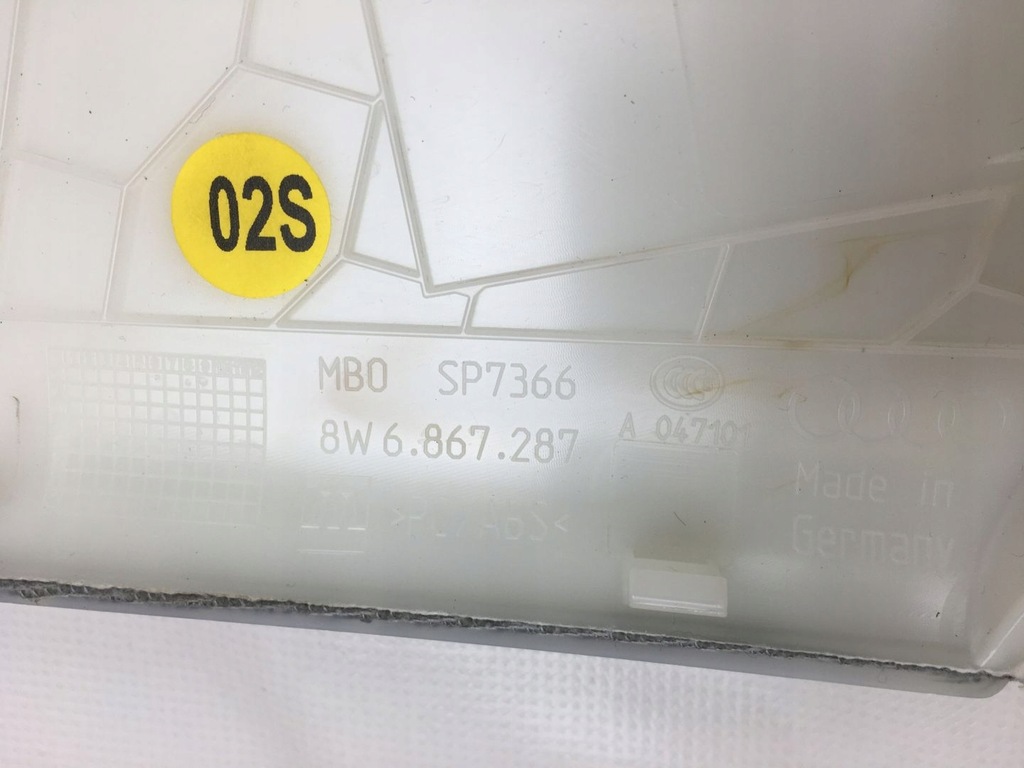 02S
MBO SP7366
8W6.867.287
A 047101
>PC+ABS<
Made in
Germany